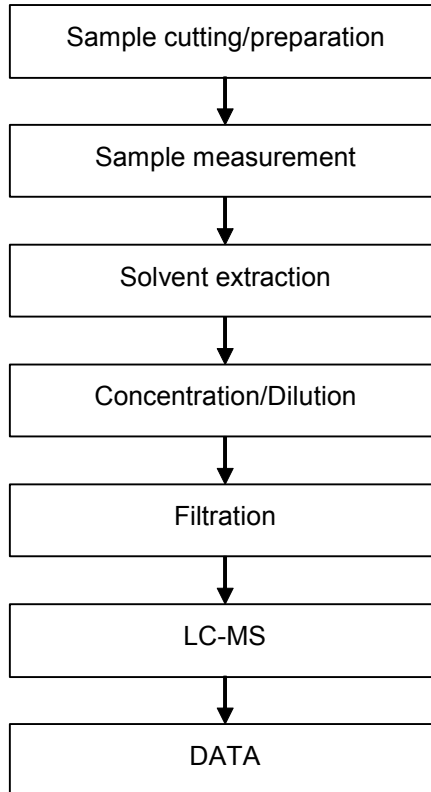 Sample cutting/preparation
Sample measurement
Solvent extraction
Concentration/Dilution
Filtration
LC-MS
DATA